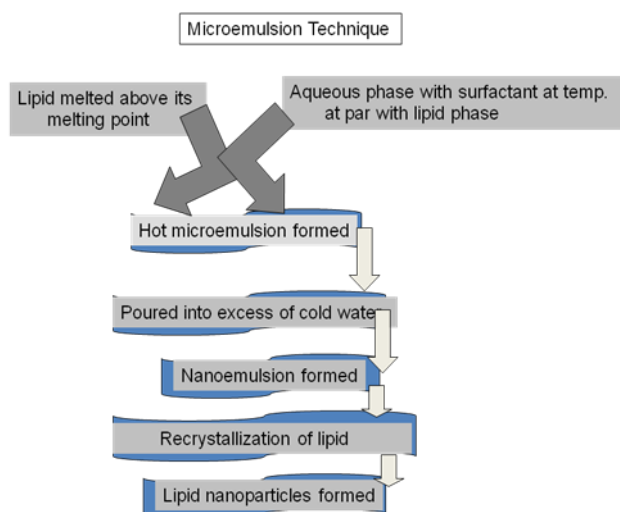 Microemulsion Technique
Lipid melted above its
melting point
Aqueous phase with surfactant at temp.
at par with lipid phase
Hot microemulsion formed
Poured into excess of cold water
Nanoemulsion formed
Recrystallization of lipid
Lipid nanoparticles formed